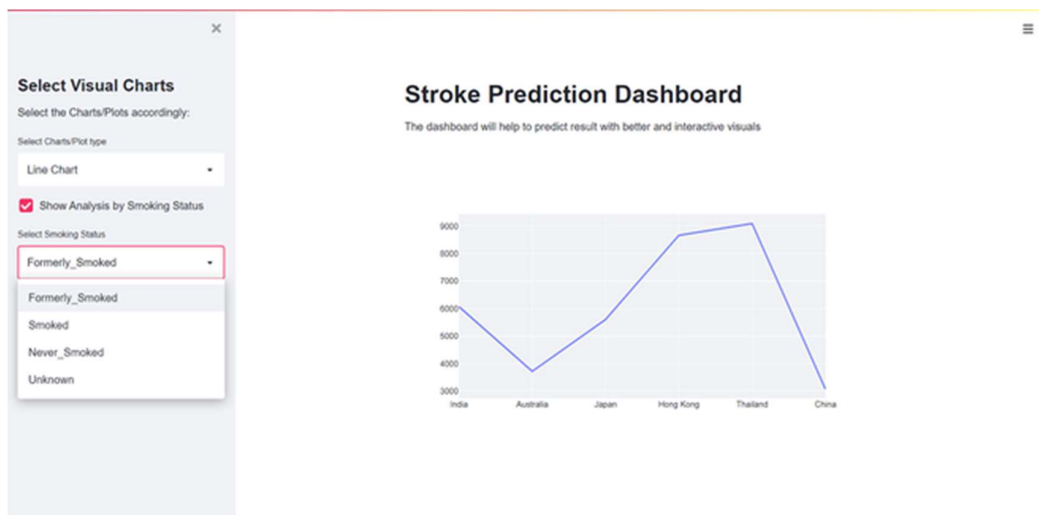 Select Visual Charts
Select the Charts/Plots accordingly:
Select Charts/Plot type
Line Chart
Show Analysis by Smoking Status
Select Smoking Status
Formerly_Smoked
Formerly_Smoked
Smoked
Never_Smoked
Unknown
Stroke Prediction Dashboard
The dashboard will help to predict result with better and interactive visuals
9000
8000
7000
6000
5000
4000
3000
India Australia Japan Hong Kong Thailand China